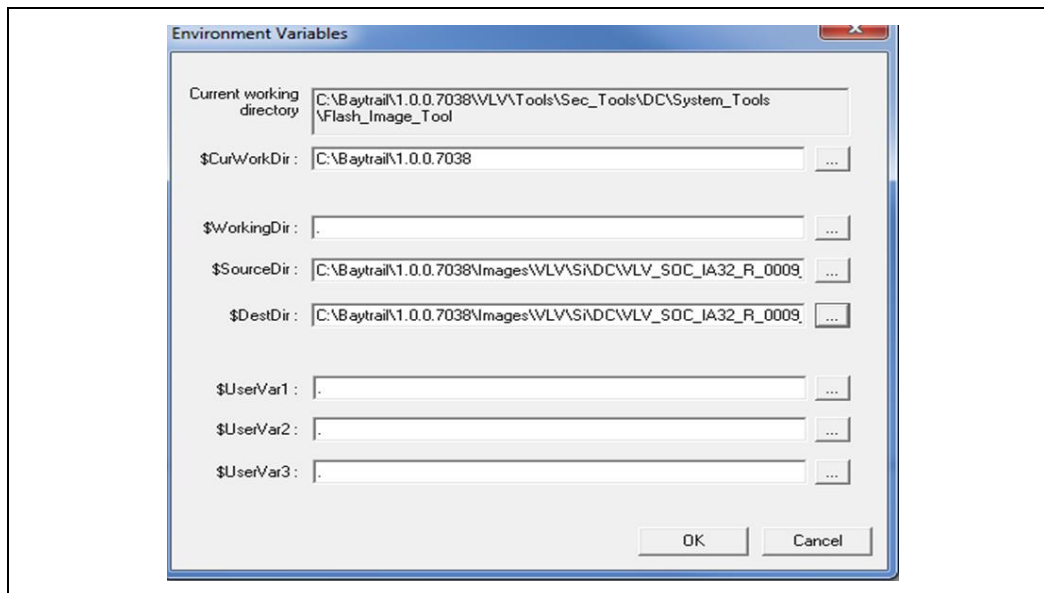 Environment Variables
Current working
directory
C:\Baytrail\1.0.0.7038\VLV\Tools\Sec_Tools\DC\System_Tools
\Flash_Image_Tool
$CurWorkDir : C:\Baytrail\1.0.0.7038 ...
$WorkingDir : . ...
$SourceDir : C:\Baytrail\1.0.0.7038\Images\VLV\Si\DC\VLV_SOC_IA32_R_0009_ ...
$DestDir : C:\Baytrail\1.0.0.7038\Images\VLV\Si\DC\VLV_SOC_IA32_R_0009_ ...
$UserVar1 : . ...
$UserVar2 : . ...
$UserVar3 : . ...
OK Cancel